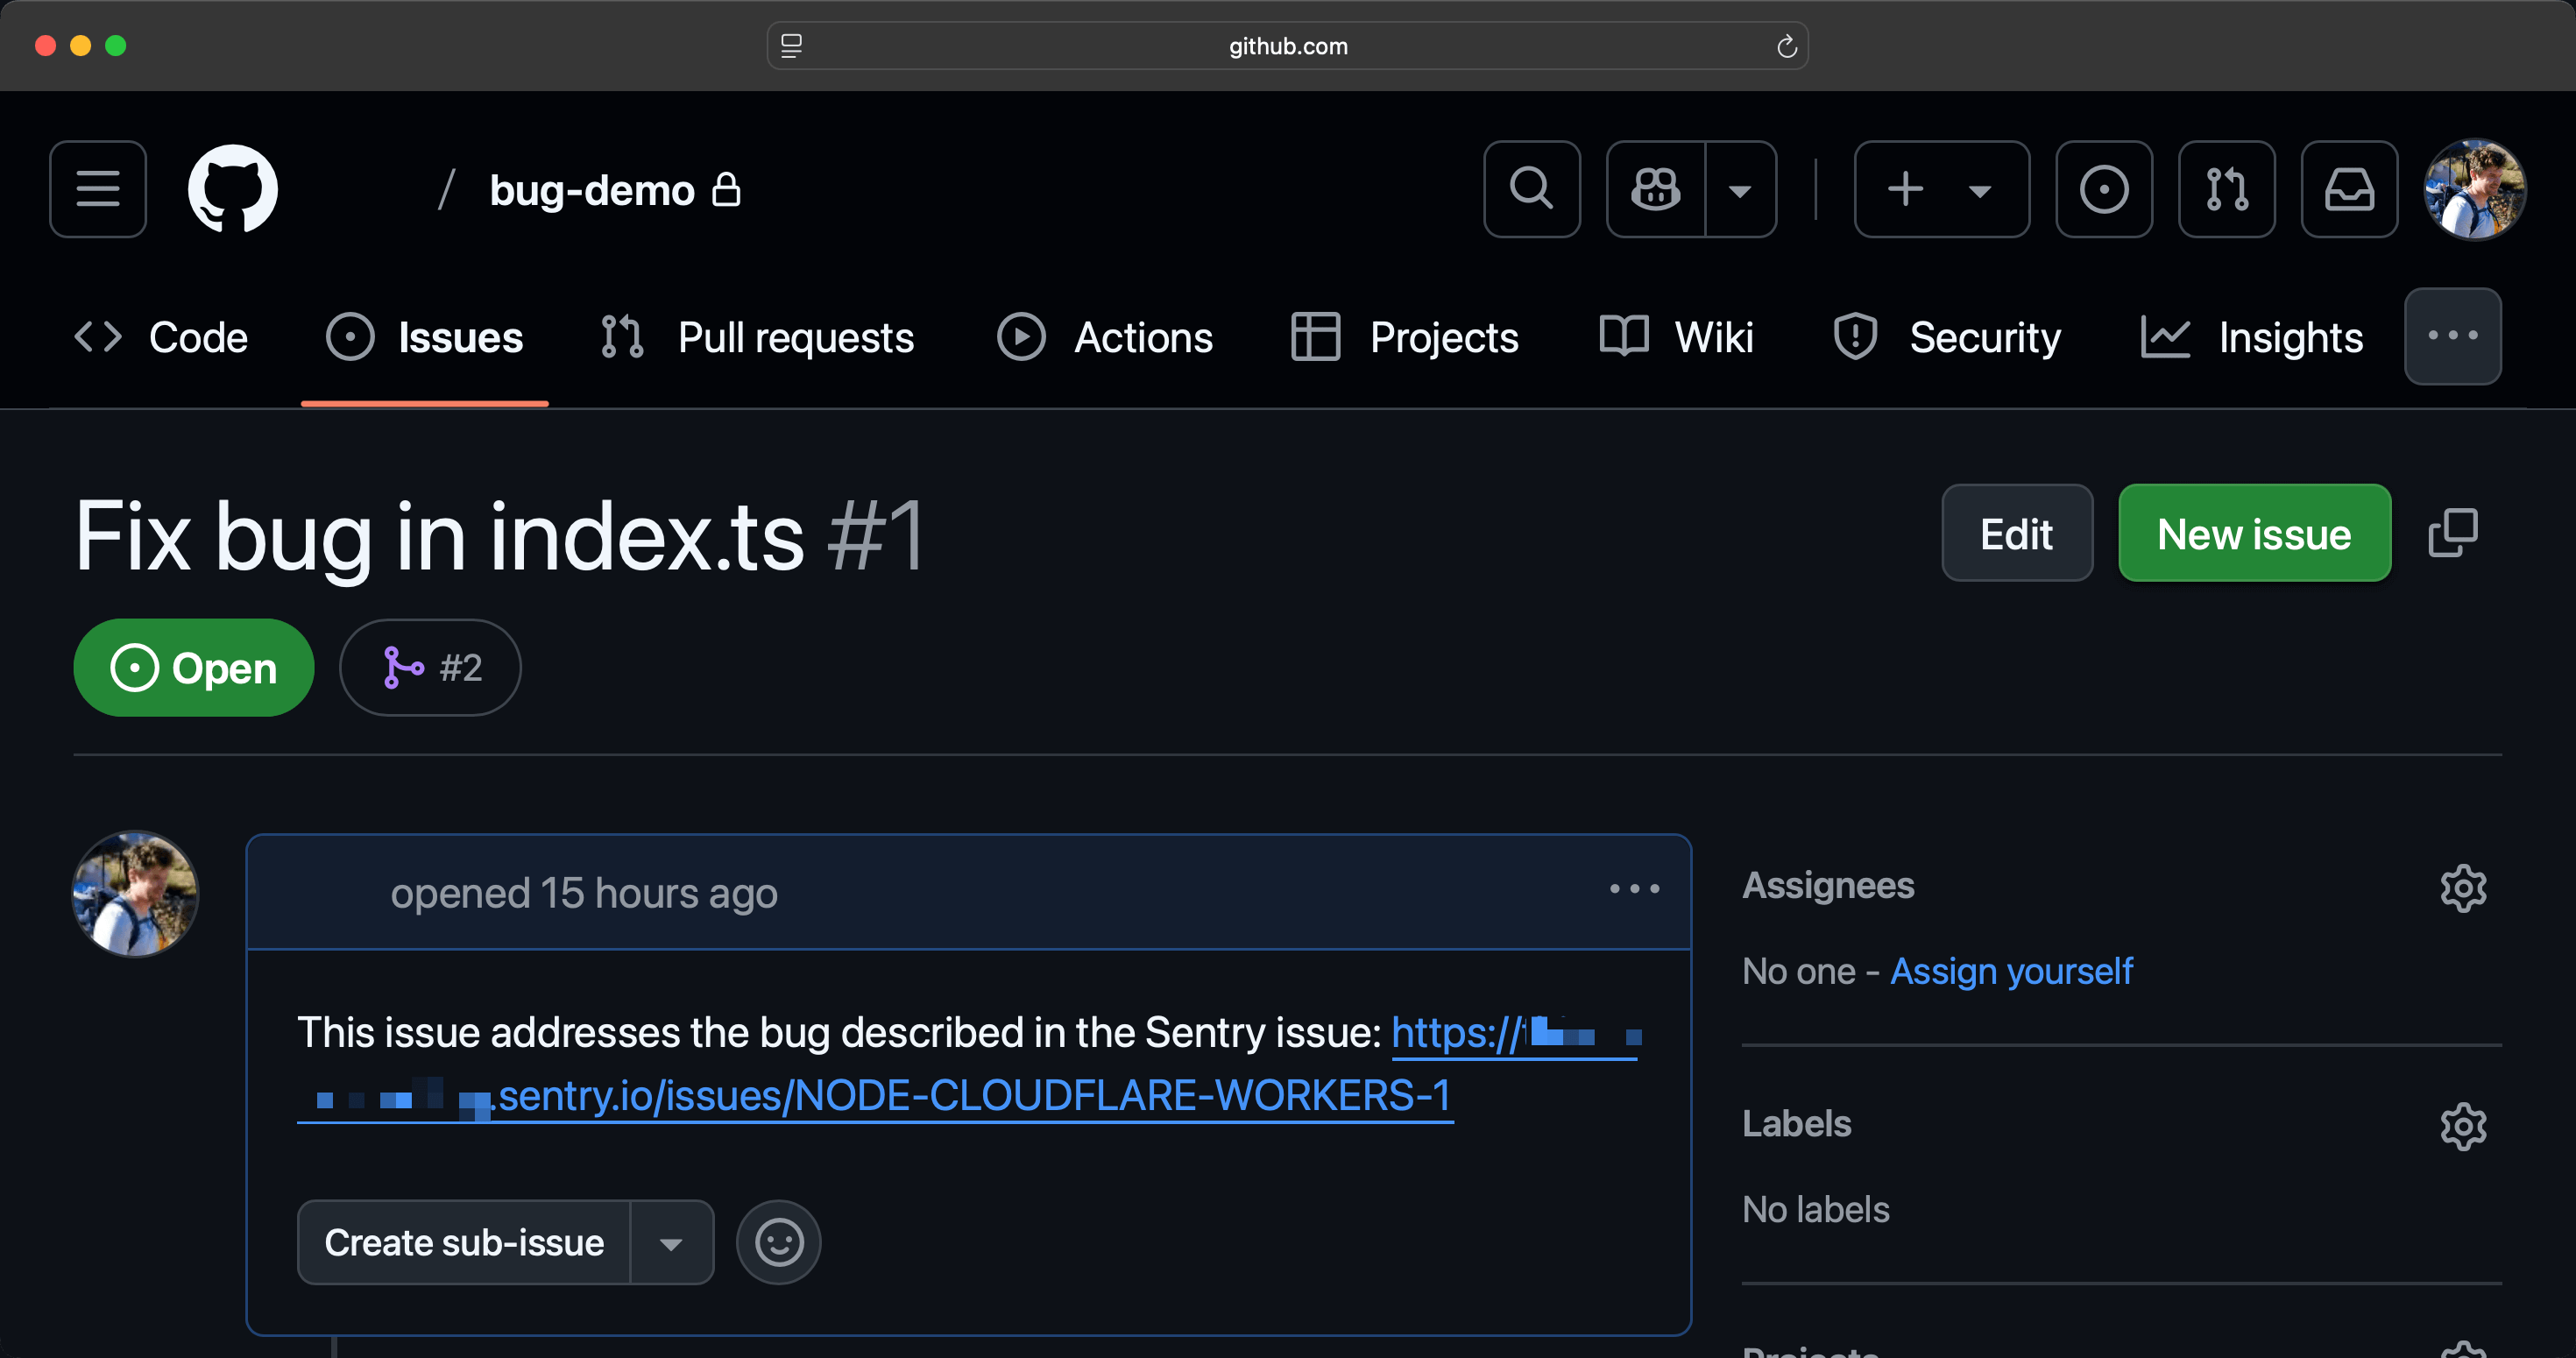 github.com
/ bug-demo
Code Issues Pull requests Actions Projects Wiki Security Insights
Fix bug in index.ts #1
Edit New issue
Open #2
opened 15 hours ago
This issue addresses the bug described in the Sentry issue: https://
.sentry.io/issues/NODE-CLOUDFLARE-WORKERS-1
Create sub-issue
Assignees
No one - Assign yourself
Labels
No labels
Projects